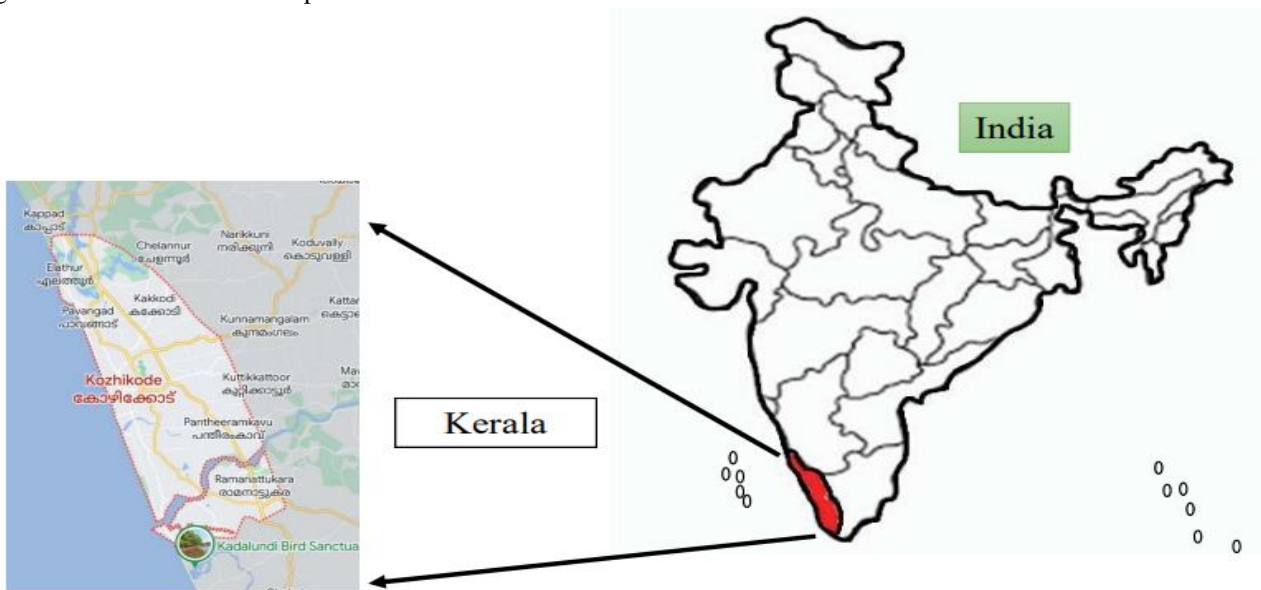 India
Kappad
കാപ്പാട്
Chelannur
ചേളന്നൂർ
Narikkuni
നരിക്കുനി
Koduvally
കൊടുവള്ളി
Elathur
എലത്തൂർ
Kakkodi
കക്കോടി
Pavangad
പാവങ്ങാട്
Kunnamangalam
കുന്ദമംഗലം
Kozhikode
കോഴിക്കോട്
Kuttikkattoor
കുറ്റിക്കാട്ടൂർ
Pantheeramkavu
പന്തീരാംകാവ്
Kerala
Ramanattukara
രാമനാട്ടുകര
Kadalundi Bird Sanctua